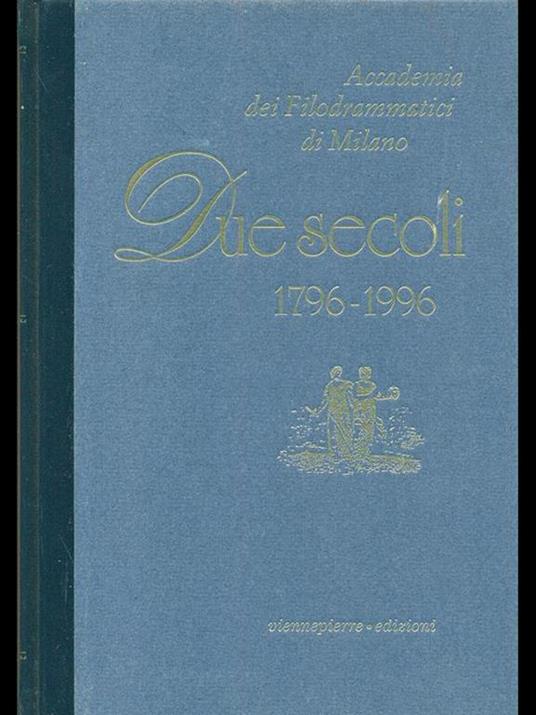 Accademia
dei Filodrammatici
di Milano
Due secoli
1796-1996
viennepierre • edizioni